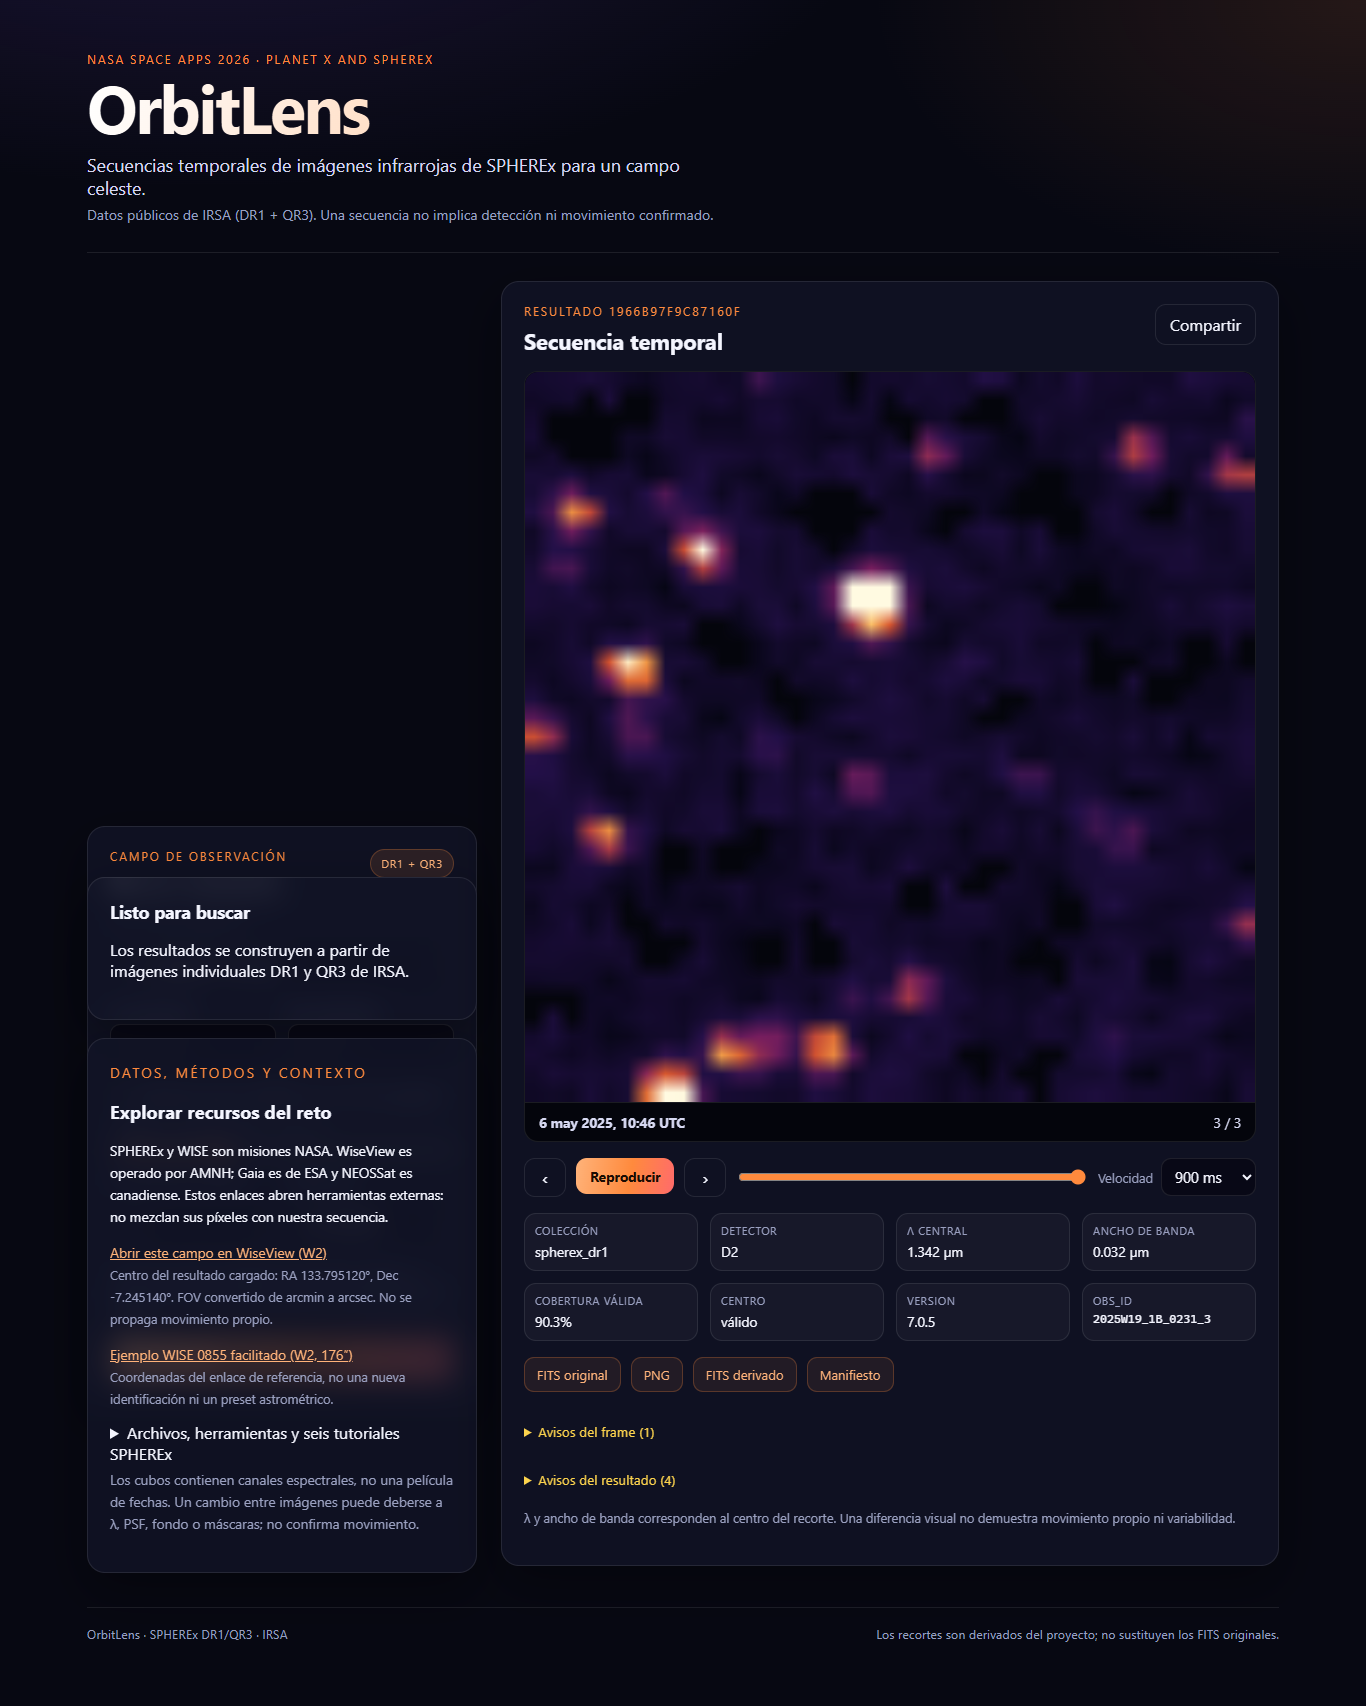 NASA SPACE APPS 2026 · PLANET X AND SPHEREX
OrbitLens
Secuencias temporales de imágenes infrarrojas de SPHEREx para un campo
celeste.
Datos públicos de IRSA (DR1 + QR3). Una secuencia no implica detección ni movimiento confirmado.
CAMPO DE OBSERVACIÓN
DR1 + QR3
Listo para buscar
Los resultados se construyen a partir de
imágenes individuales DR1 y QR3 de IRSA.
DATOS, MÉTODOS Y CONTEXTO
Explorar recursos del reto
SPHEREx y WISE son misiones NASA. WiseView es
operado por AMNH; Gaia es de ESA y NEOSSat es
canadiense. Estos enlaces abren herramientas externas:
no mezclan sus píxeles con nuestra secuencia.
Abrir este campo en WiseView (W2)
Centro del resultado cargado: RA 133.795120°, Dec
-7.245140°. FOV convertido de arcmin a arcsec. No se
propaga movimiento propio.
Ejemplo WISE 0855 facilitado (W2, 176″)
Coordenadas del enlace de referencia, no una nueva
identificación ni un preset astrométrico.
▶ Archivos, herramientas y seis tutoriales
SPHEREx
Los cubos contienen canales espectrales, no una película
de fechas. Un cambio entre imágenes puede deberse a
λ, PSF, fondo o máscaras; no confirma movimiento.
RESULTADO 1966B97F9C87160F
Secuencia temporal
Compartir
6 may 2025, 10:46 UTC
3 / 3
‹
Reproducir
›
Velocidad
900 ms
COLECCIÓN
spherex_dr1
DETECTOR
D2
Λ CENTRAL
1.342 µm
ANCHO DE BANDA
0.032 µm
COBERTURA VÁLIDA
90.3%
CENTRO
válido
VERSION
7.0.5
OBS_ID
2025W19_1B_0231_3
FITS original
PNG
FITS derivado
Manifiesto
▶ Avisos del frame (1)
▶ Avisos del resultado (4)
λ y ancho de banda corresponden al centro del recorte. Una diferencia visual no demuestra movimiento propio ni variabilidad.
OrbitLens · SPHEREx DR1/QR3 · IRSA
Los recortes son derivados del proyecto; no sustituyen los FITS originales.